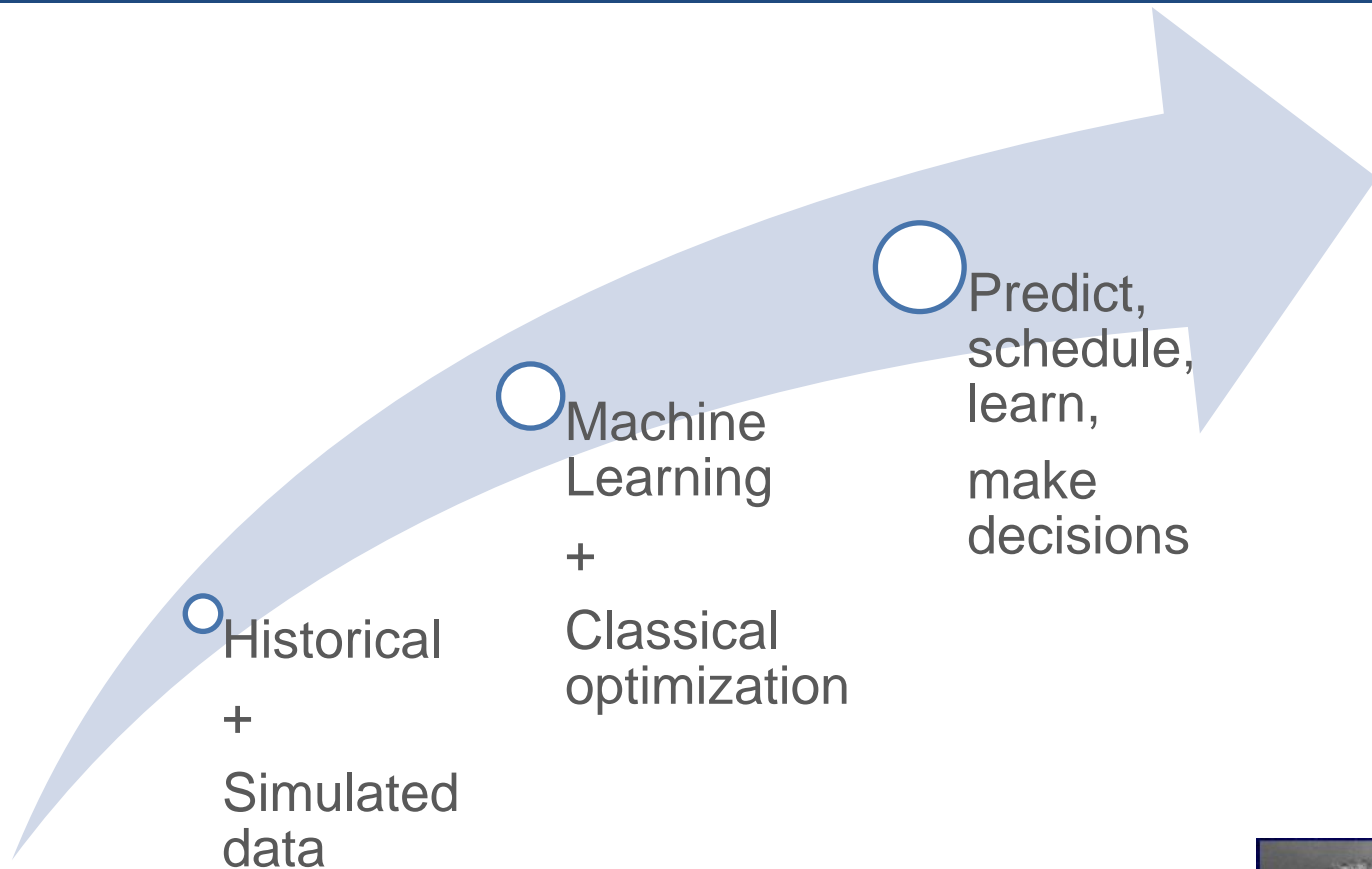 Historical
+
Simulated
data
Machine
Learning
+
Classical
optimization
Predict,
schedule,
learn,
make
decisions